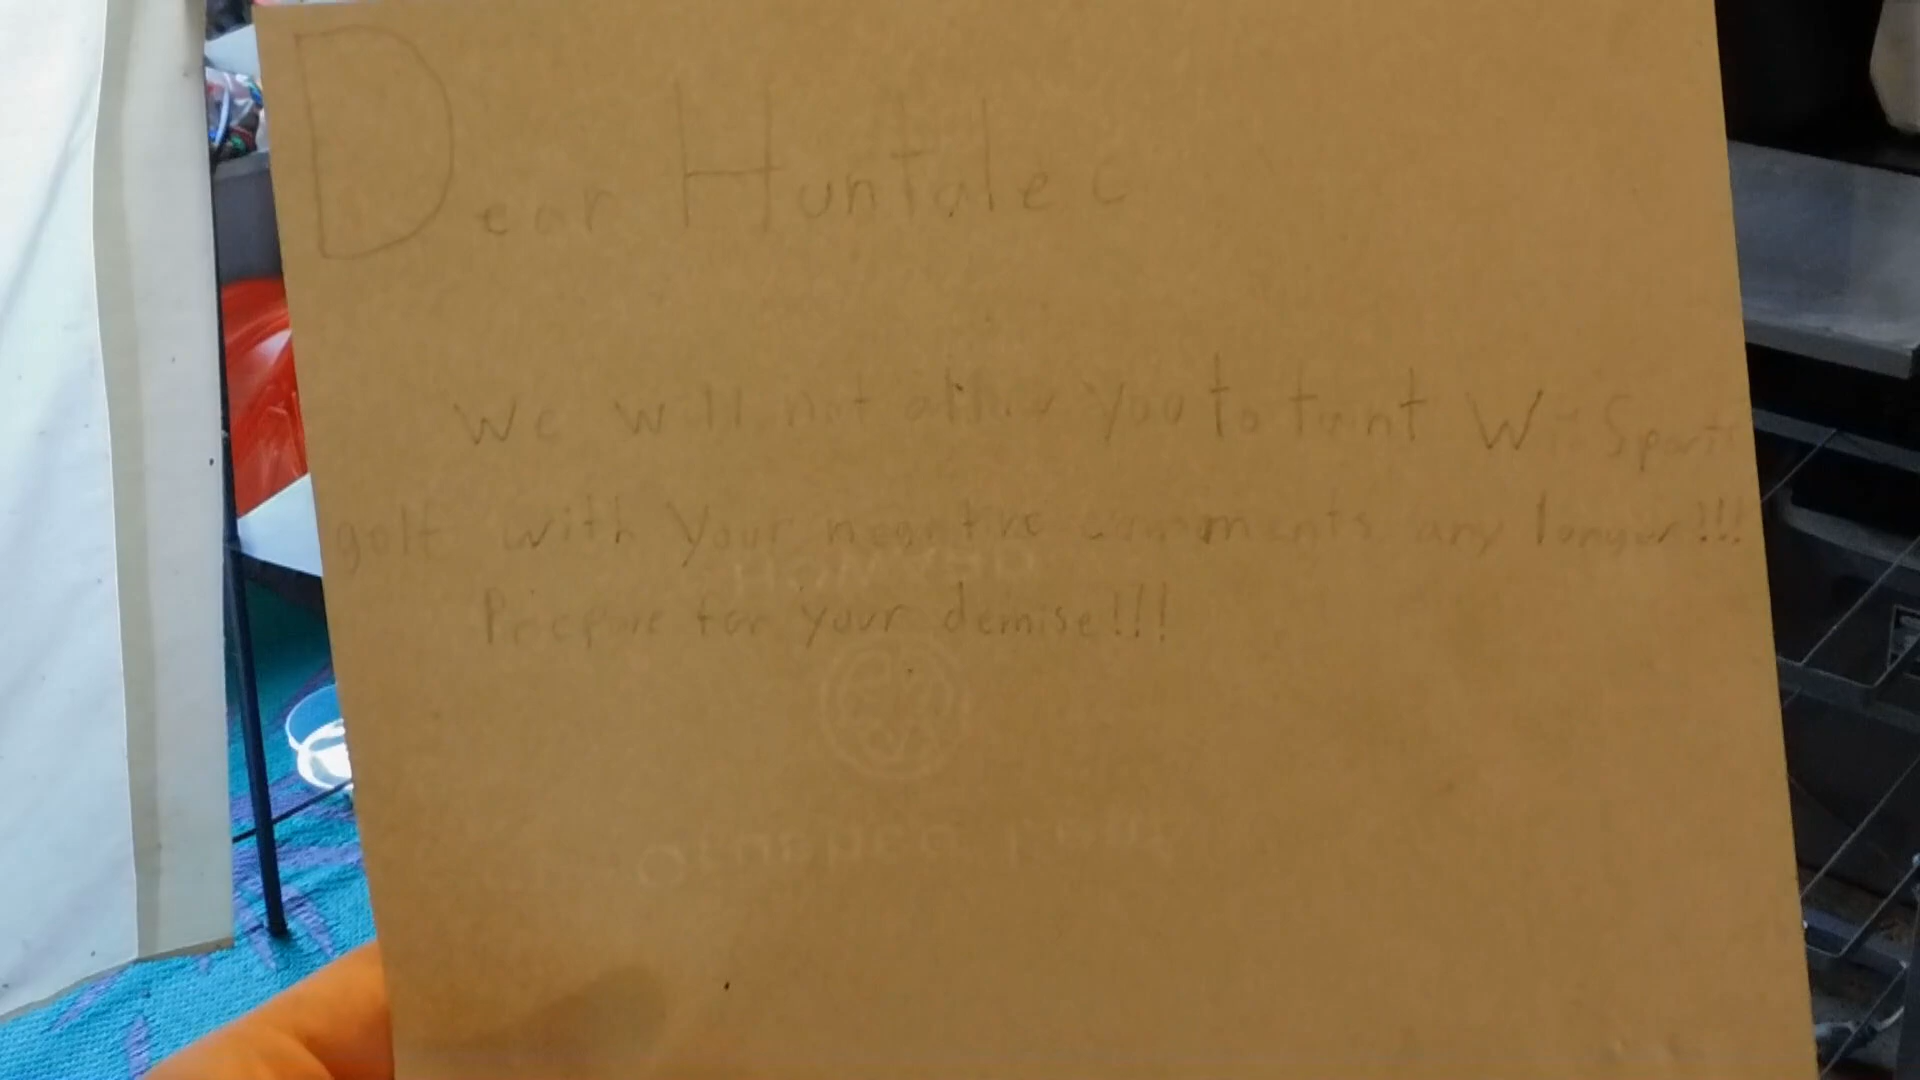 Dear Huntalec
We will not allow you to tant Wii Sports
golf with your negative comments any longer!!!
Prepare for your demise!!!